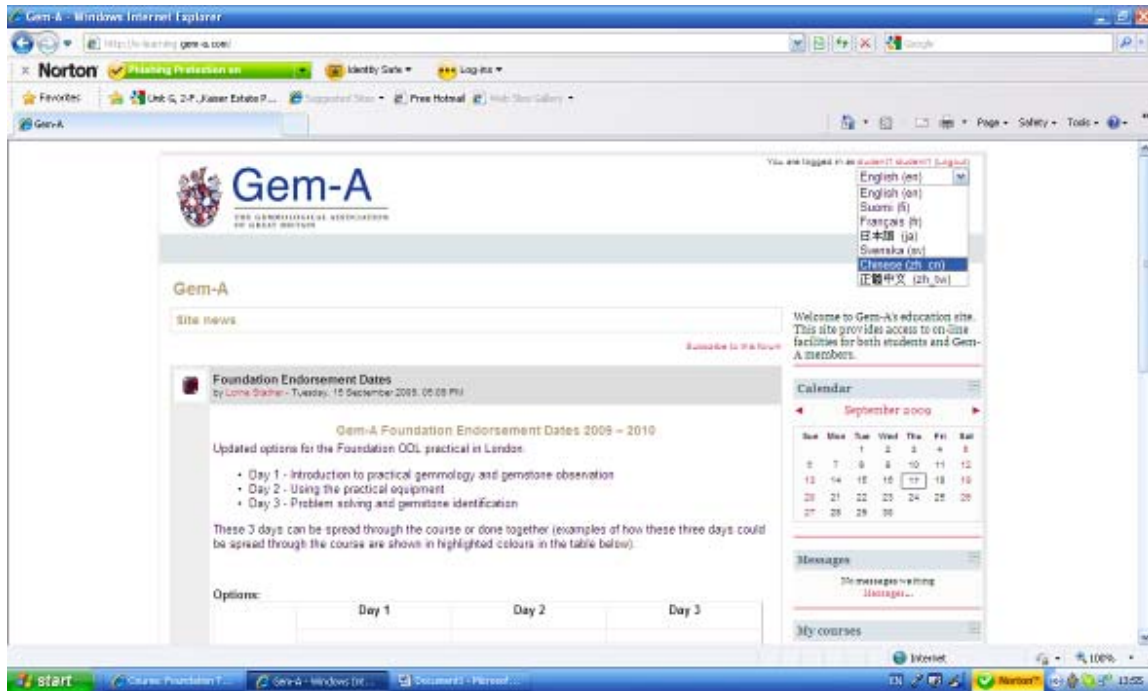 Gem-A - Windows Internet Explorer
gem-a.com/
Google
Norton Phishing Protection on Identity Safe Log-ins
Favorites Unit G, 2-F., Kaiser Estate P... Suggested Sites Free Hotmail Web Slice Gallery
Gem-A Page Safety Tools
You are logged in as student1 student1 (Logout)
Gem-A
THE GEMMOLOGICAL ASSOCIATION
OF GREAT BRITAIN
English (en)
English (en)
Suomi (fi)
Français (fr)
日本語 (ja)
Svenska (sv)
Chinese (zh_cn)
正體中文 (zh_tw)
Gem-A
Site news
Subscribe to this forum
Foundation Endorsement Dates
by Lorne - Tuesday, 15 September 2009, 05:09 PM
Gem-A Foundation Endorsement Dates 2009 – 2010
Updated options for the Foundation ODL practical in London
• Day 1 - Introduction to practical gemmology and gemstone observation
• Day 2 - Using the practical equipment
• Day 3 - Problem solving and gemstone identification
These 3 days can be spread through the course or done together (examples of how these three days could
be spread through the course are shown in highlighted colours in the table below).
Options:
Day 1 Day 2 Day 3
Welcome to Gem-A's education site.
This site provides access to on-line
facilities for both students and Gem-
A members.
Calendar
September 2009
Sun Mon Tue Wed Thu Fri Sat
1 2 3 4 5
6 7 8 9 10 11 12
13 14 15 16 17 18 19
20 21 22 23 24 25 26
27 28 29 30
Messages
No messages waiting
Messages...
My courses
Internet 100%
start Course: Foundation T... Gem-A - Windows Int... Document1 - Microsof... EN Norton 13:55